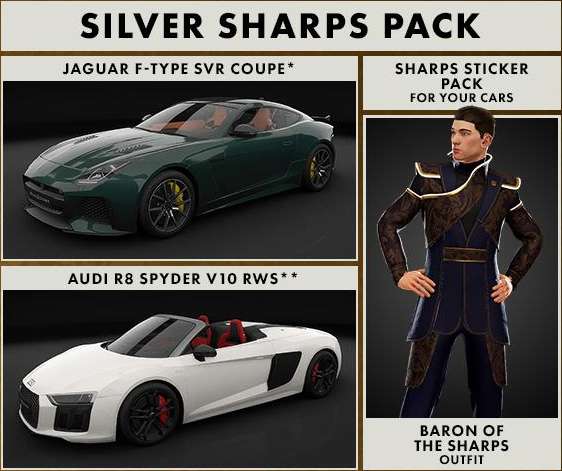 SILVER SHARPS PACK
JAGUAR F-TYPE SVR COUPE*
SHARPS STICKER
PACK
FOR YOUR CARS
AUDI R8 SPYDER V10 RWS**
BARON OF
THE SHARPS
OUTFIT